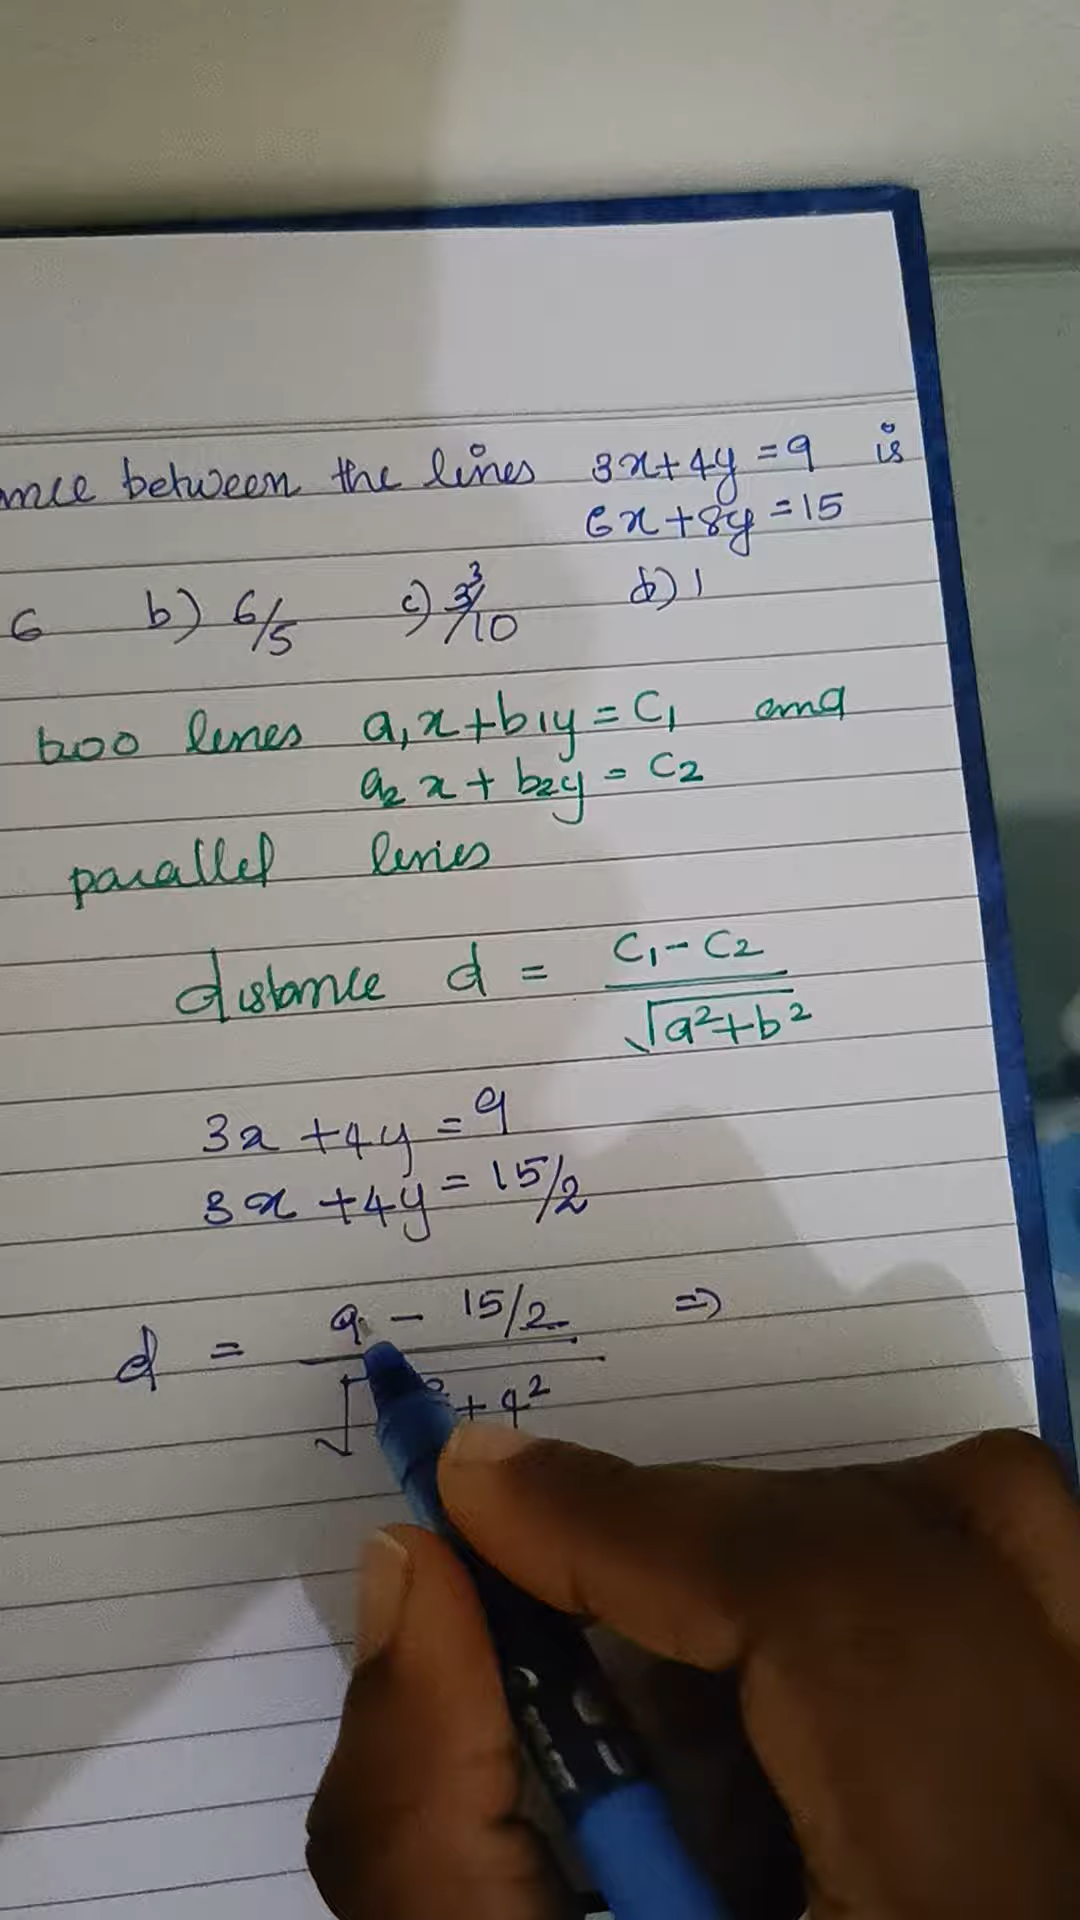 between the lines 3x+4y=9 is
6x+8y=15
6 b) 6/5 c) 3/10 d) 1
two lines a₁x+b₁y=C₁ and
a₂x+b₂y=C₂
parallel lines
distance d = C₁-C₂
√a²+b²
3x+4y=9
3x+4y=15/2
d = 9 - 15/2 ⇒
+4²